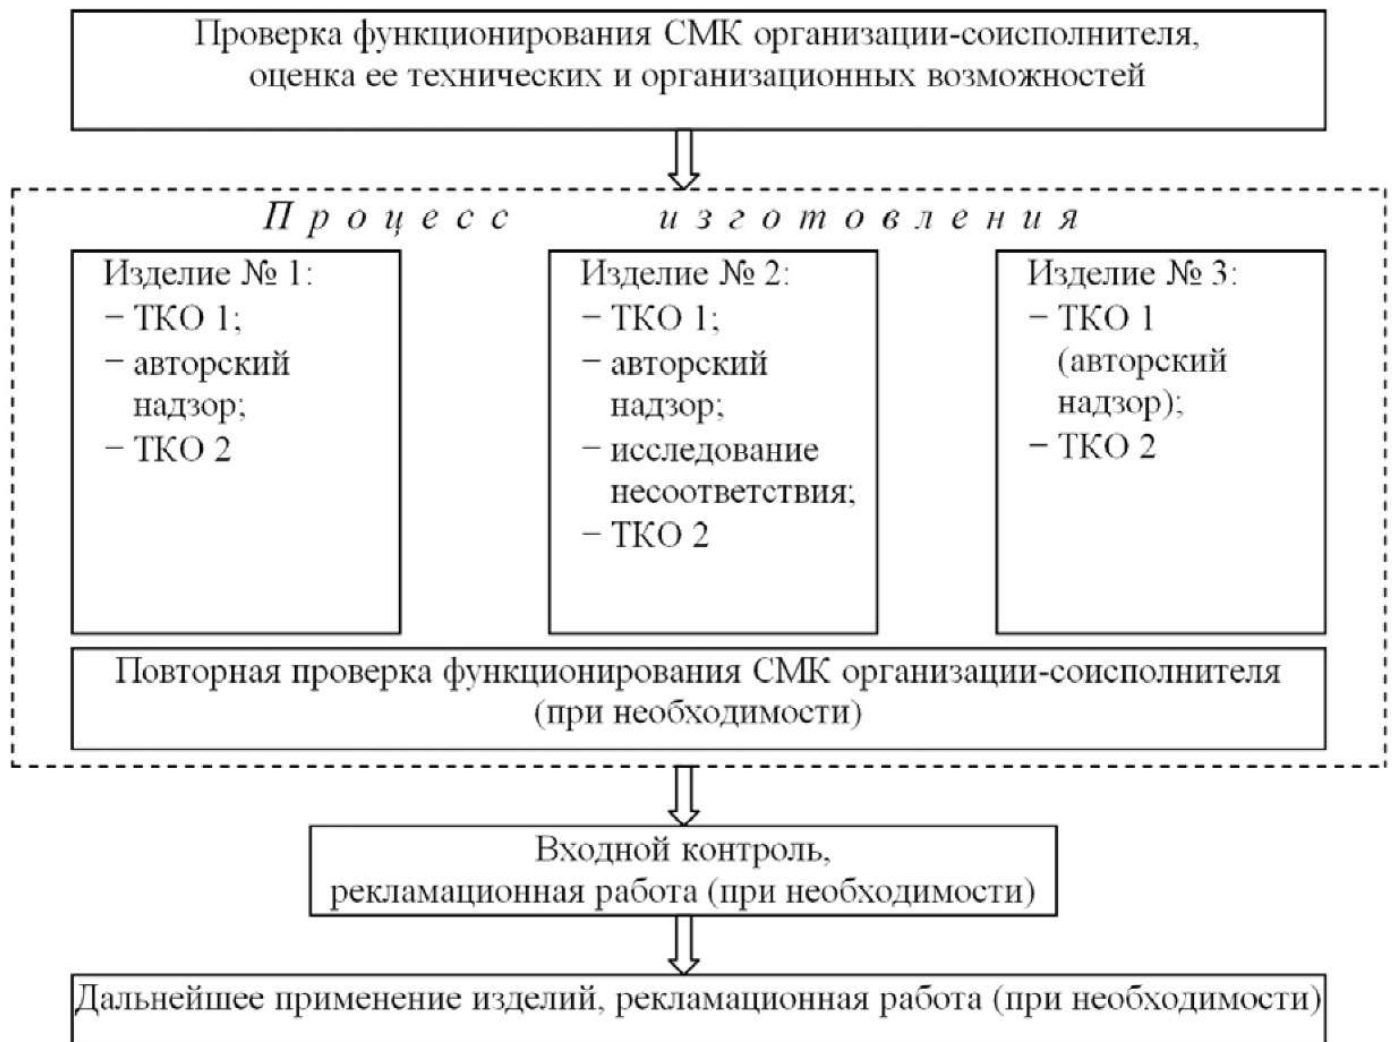 Проверка функционирования СМК организации-соисполнителя,
оценка ее технических и организационных возможностей
Процесс изготовления
Изделие № 1:
– ТКО 1;
– авторский
надзор;
– ТКО 2
Изделие № 2:
– ТКО 1;
– авторский
надзор;
– исследование
несоответствия;
– ТКО 2
Изделие № 3:
– ТКО 1
(авторский
надзор);
– ТКО 2
Повторная проверка функционирования СМК организации-соисполнителя
(при необходимости)
Входной контроль,
рекламационная работа (при необходимости)
Дальнейшее применение изделий, рекламационная работа (при необходимости)